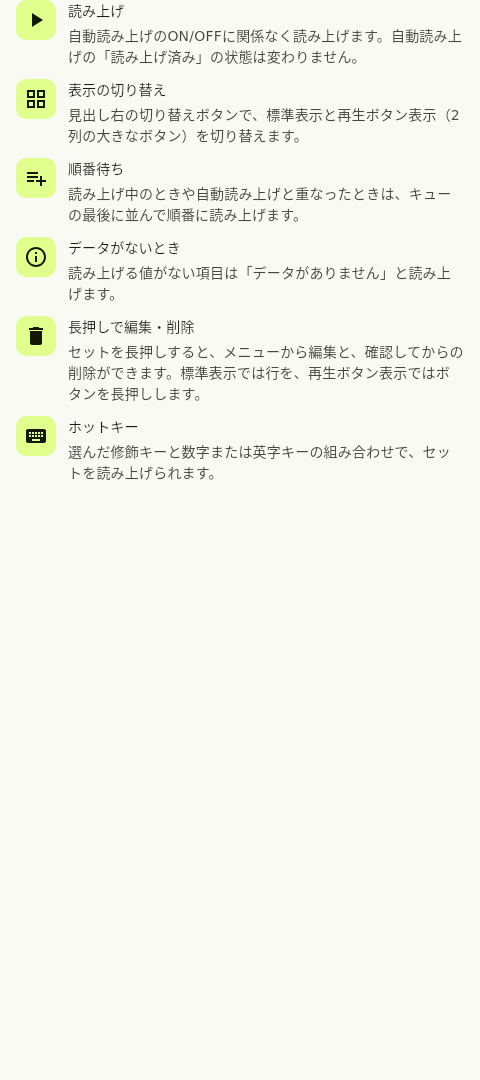 読み上げ
自動読み上げのON/OFFに関係なく読み上げます。自動読み上
げの「読み上げ済み」の状態は変わりません。
表示の切り替え
見出し右の切り替えボタンで、標準表示と再生ボタン表示（2
列の大きなボタン）を切り替えます。
順番待ち
読み上げ中のときや自動読み上げと重なったときは、キュー
の最後に並んで順番に読み上げます。
データがないとき
読み上げる値がない項目は「データがありません」と読み上
げます。
長押しで編集・削除
セットを長押しすると、メニューから編集と、確認してからの
削除ができます。標準表示では行を、再生ボタン表示ではボ
タンを長押しします。
ホットキー
選んだ修飾キーと数字または英字キーの組み合わせで、セッ
トを読み上げられます。